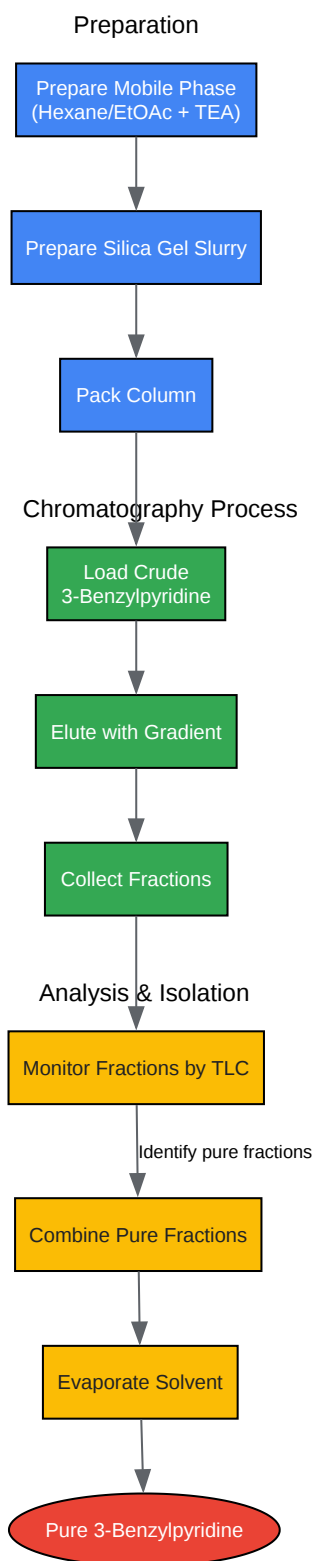 Preparation
Prepare Mobile Phase
(Hexane/EtOAc + TEA)
Prepare Silica Gel Slurry
Pack Column
Chromatography Process
Load Crude
3-Benzylpyridine
Elute with Gradient
Collect Fractions
Analysis & Isolation
Monitor Fractions by TLC
Identify pure fractions
Combine Pure Fractions
Evaporate Solvent
Pure 3-Benzylpyridine